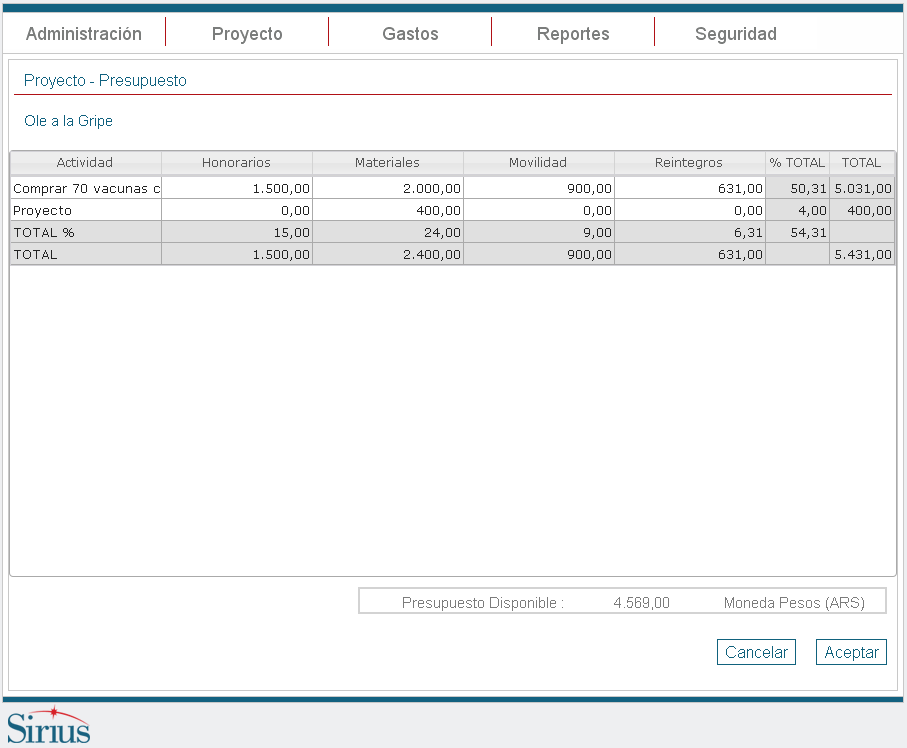 Administración Proyecto Gastos Reportes Seguridad
Proyecto - Presupuesto
Ole a la Gripe
Actividad Honorarios Materiales Movilidad Reintegros % TOTAL TOTAL
Comprar 70 vacunas c 1.500,00 2.000,00 900,00 631,00 50,31 5.031,00
Proyecto 0,00 400,00 0,00 0,00 4,00 400,00
TOTAL % 15,00 24,00 9,00 6,31 54,31
TOTAL 1.500,00 2.400,00 900,00 631,00 5.431,00
Presupuesto Disponible : 4.569,00 Moneda Pesos (ARS)
Cancelar Aceptar
Sirius